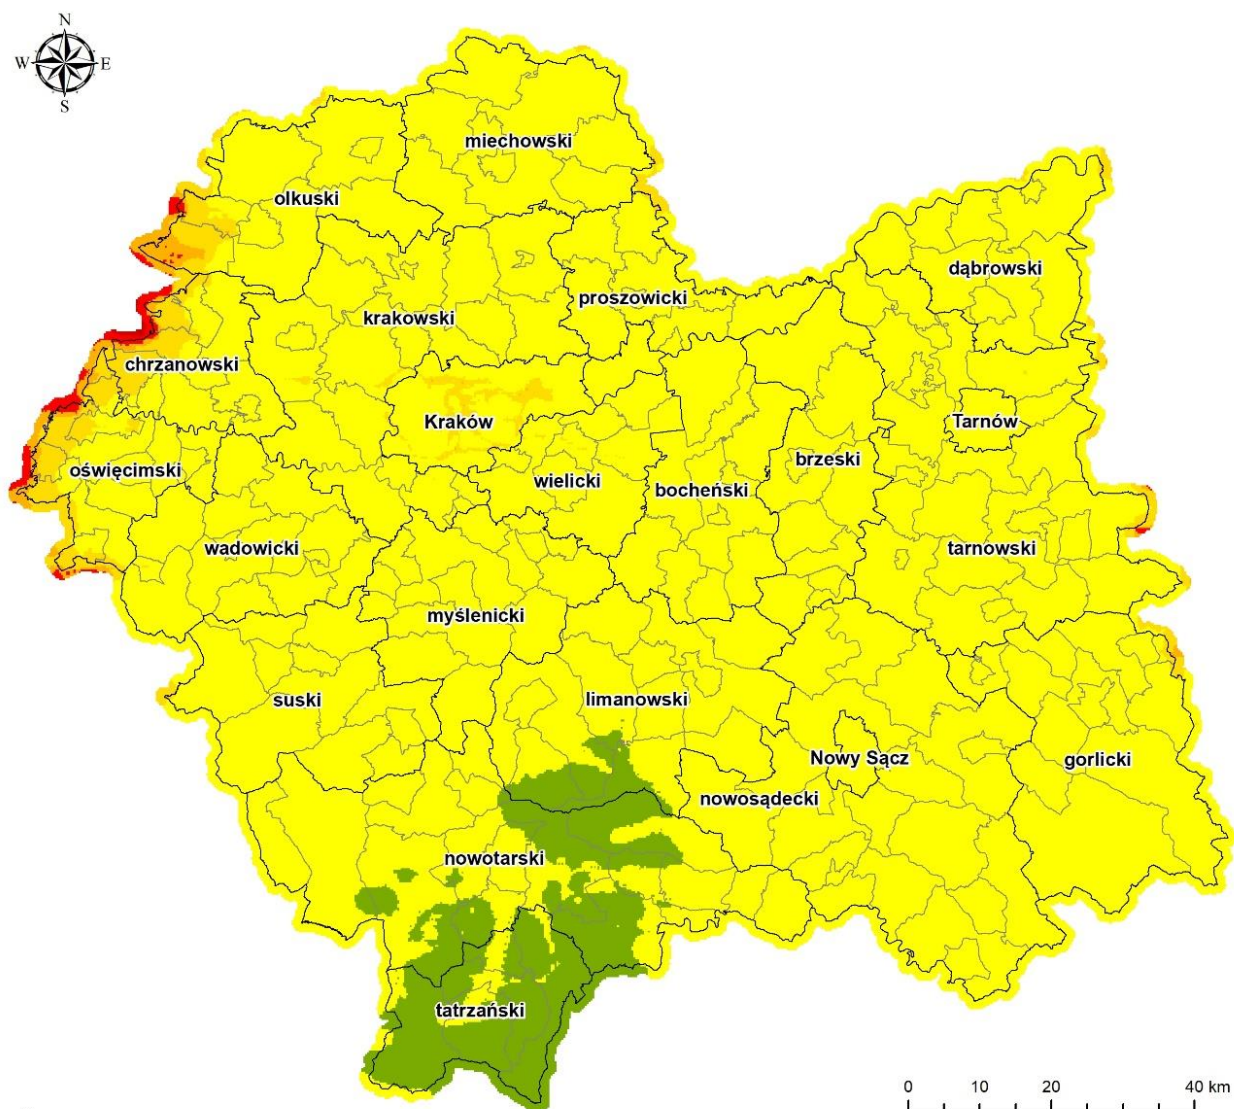 N
W E
S
miechowski
olkuski
dąbrowski
proszowicki
krakowski
chrzanowski
Kraków
Tarnów
brzeski
oświęcimski
wielicki
bocheński
wadowicki
tarnowski
myślenicki
suski
limanowski
Nowy Sącz
gorlicki
nowosądecki
nowotarski
tatrzański
0 10 20 40 km